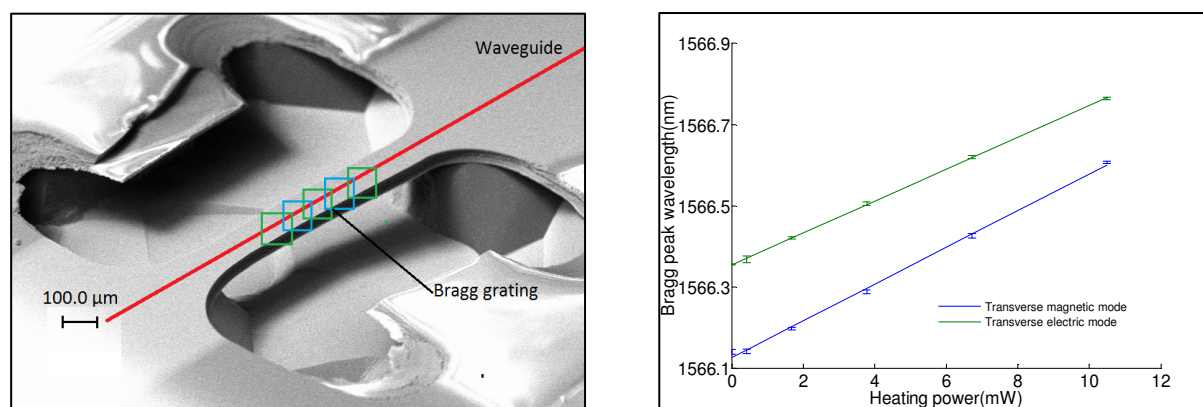 Waveguide
Bragg grating
100.0 µm
Bragg peak wavelength(nm)
1566.9
1566.7
1566.5
1566.3
1566.1
Transverse magnetic mode
Transverse electric mode
0 2 4 6 8 10 12
Heating power(mW)